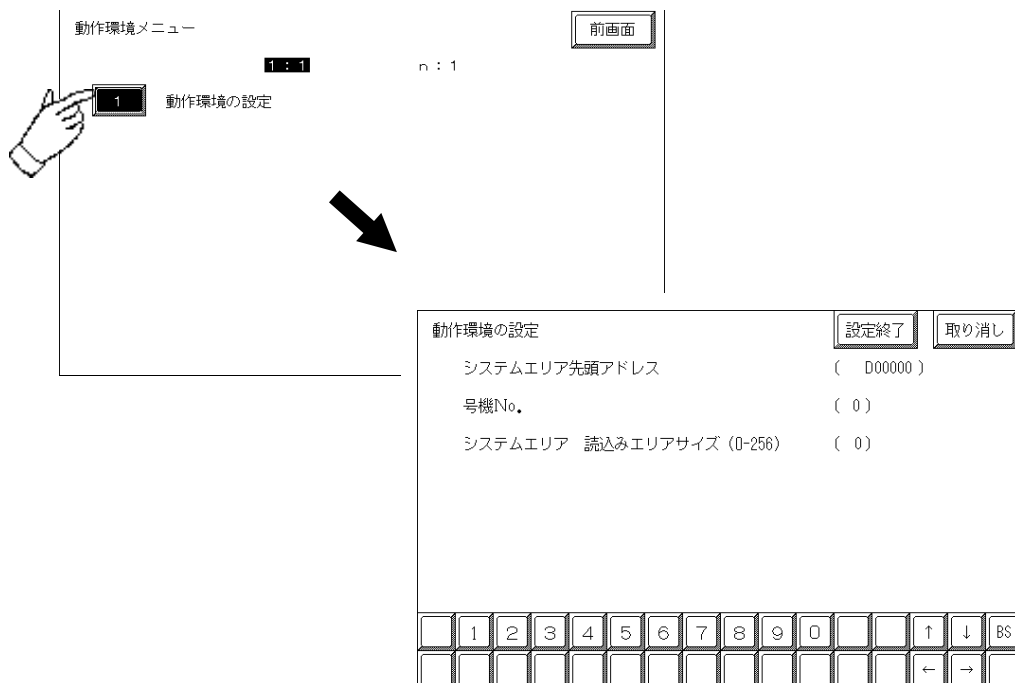 動作環境メニュー 前画面
1:1 n:1
1 動作環境の設定
動作環境の設定 設定終了 取り消し
システムエリア先頭アドレス ( D00000 )
号機No. ( 0)
システムエリア 読込みエリアサイズ (0-256) ( 0)
1 2 3 4 5 6 7 8 9 0 ↑ ↓ BS
← →